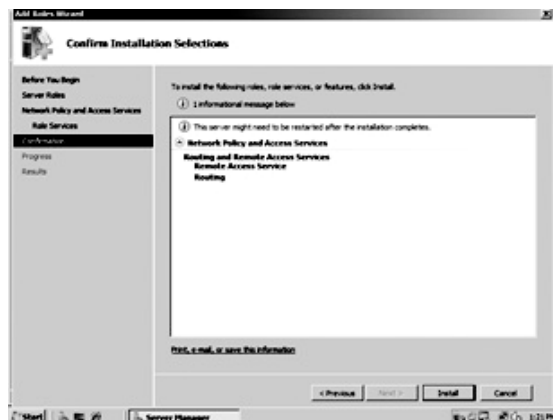 Add Roles Wizard
Confirm Installation Selections
Before You Begin
Server Roles
Network Policy and Access Services
Role Services
Confirmation
Progress
Results
To install the following roles, role services, or features, click Install.
1 informational message below
This server might need to be restarted after the installation completes.
Network Policy and Access Services
Routing and Remote Access Services
Remote Access Service
Routing
Print, e-mail, or save this information
< Previous
Next >
Install
Cancel
Start
Server Manager